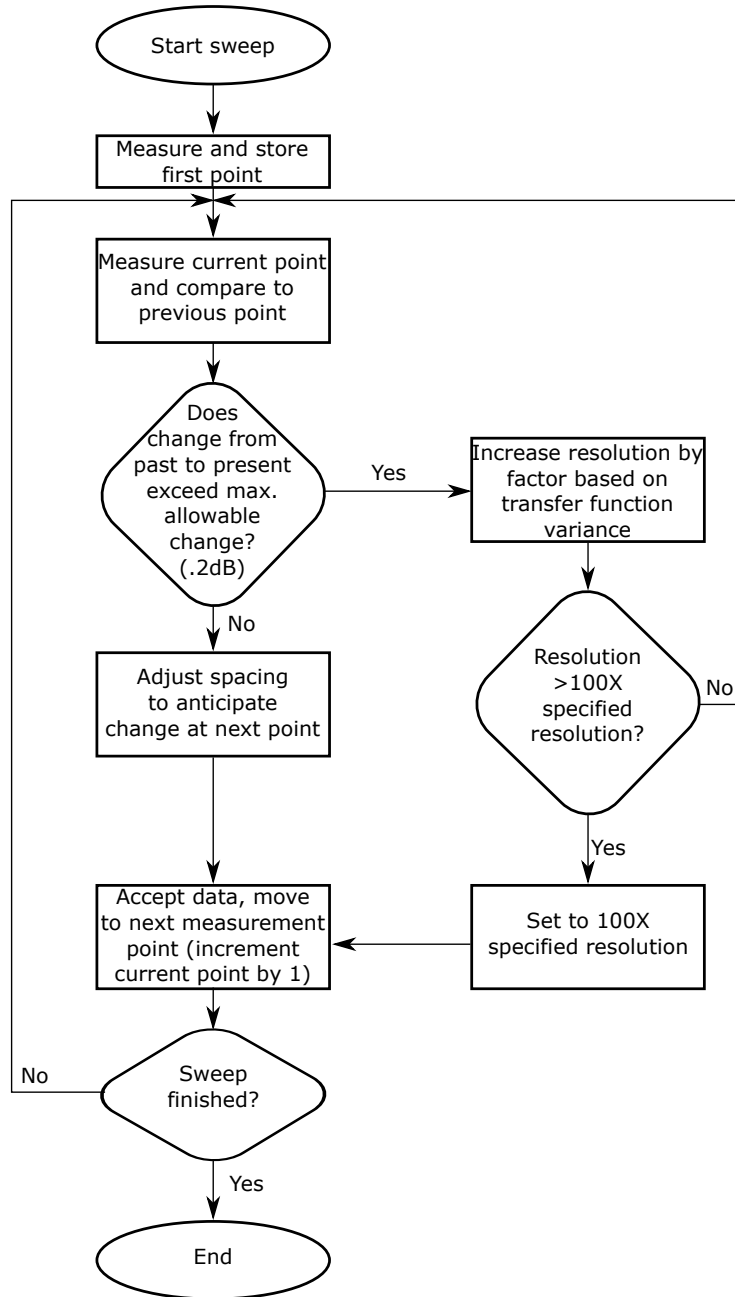 Start sweep
Measure and store
first point
Measure current point
and compare to
previous point
Does
change from
past to present
exceed max.
allowable
change?
(.2dB)
Yes
Increase resolution by
factor based on
transfer function
variance
No
Adjust spacing
to anticipate
change at next point
Resolution
>100X
specified
resolution?
No
Yes
Accept data, move
to next measurement
point (increment
current point by 1)
Set to 100X
specified resolution
Sweep
finished?
No
Yes
End